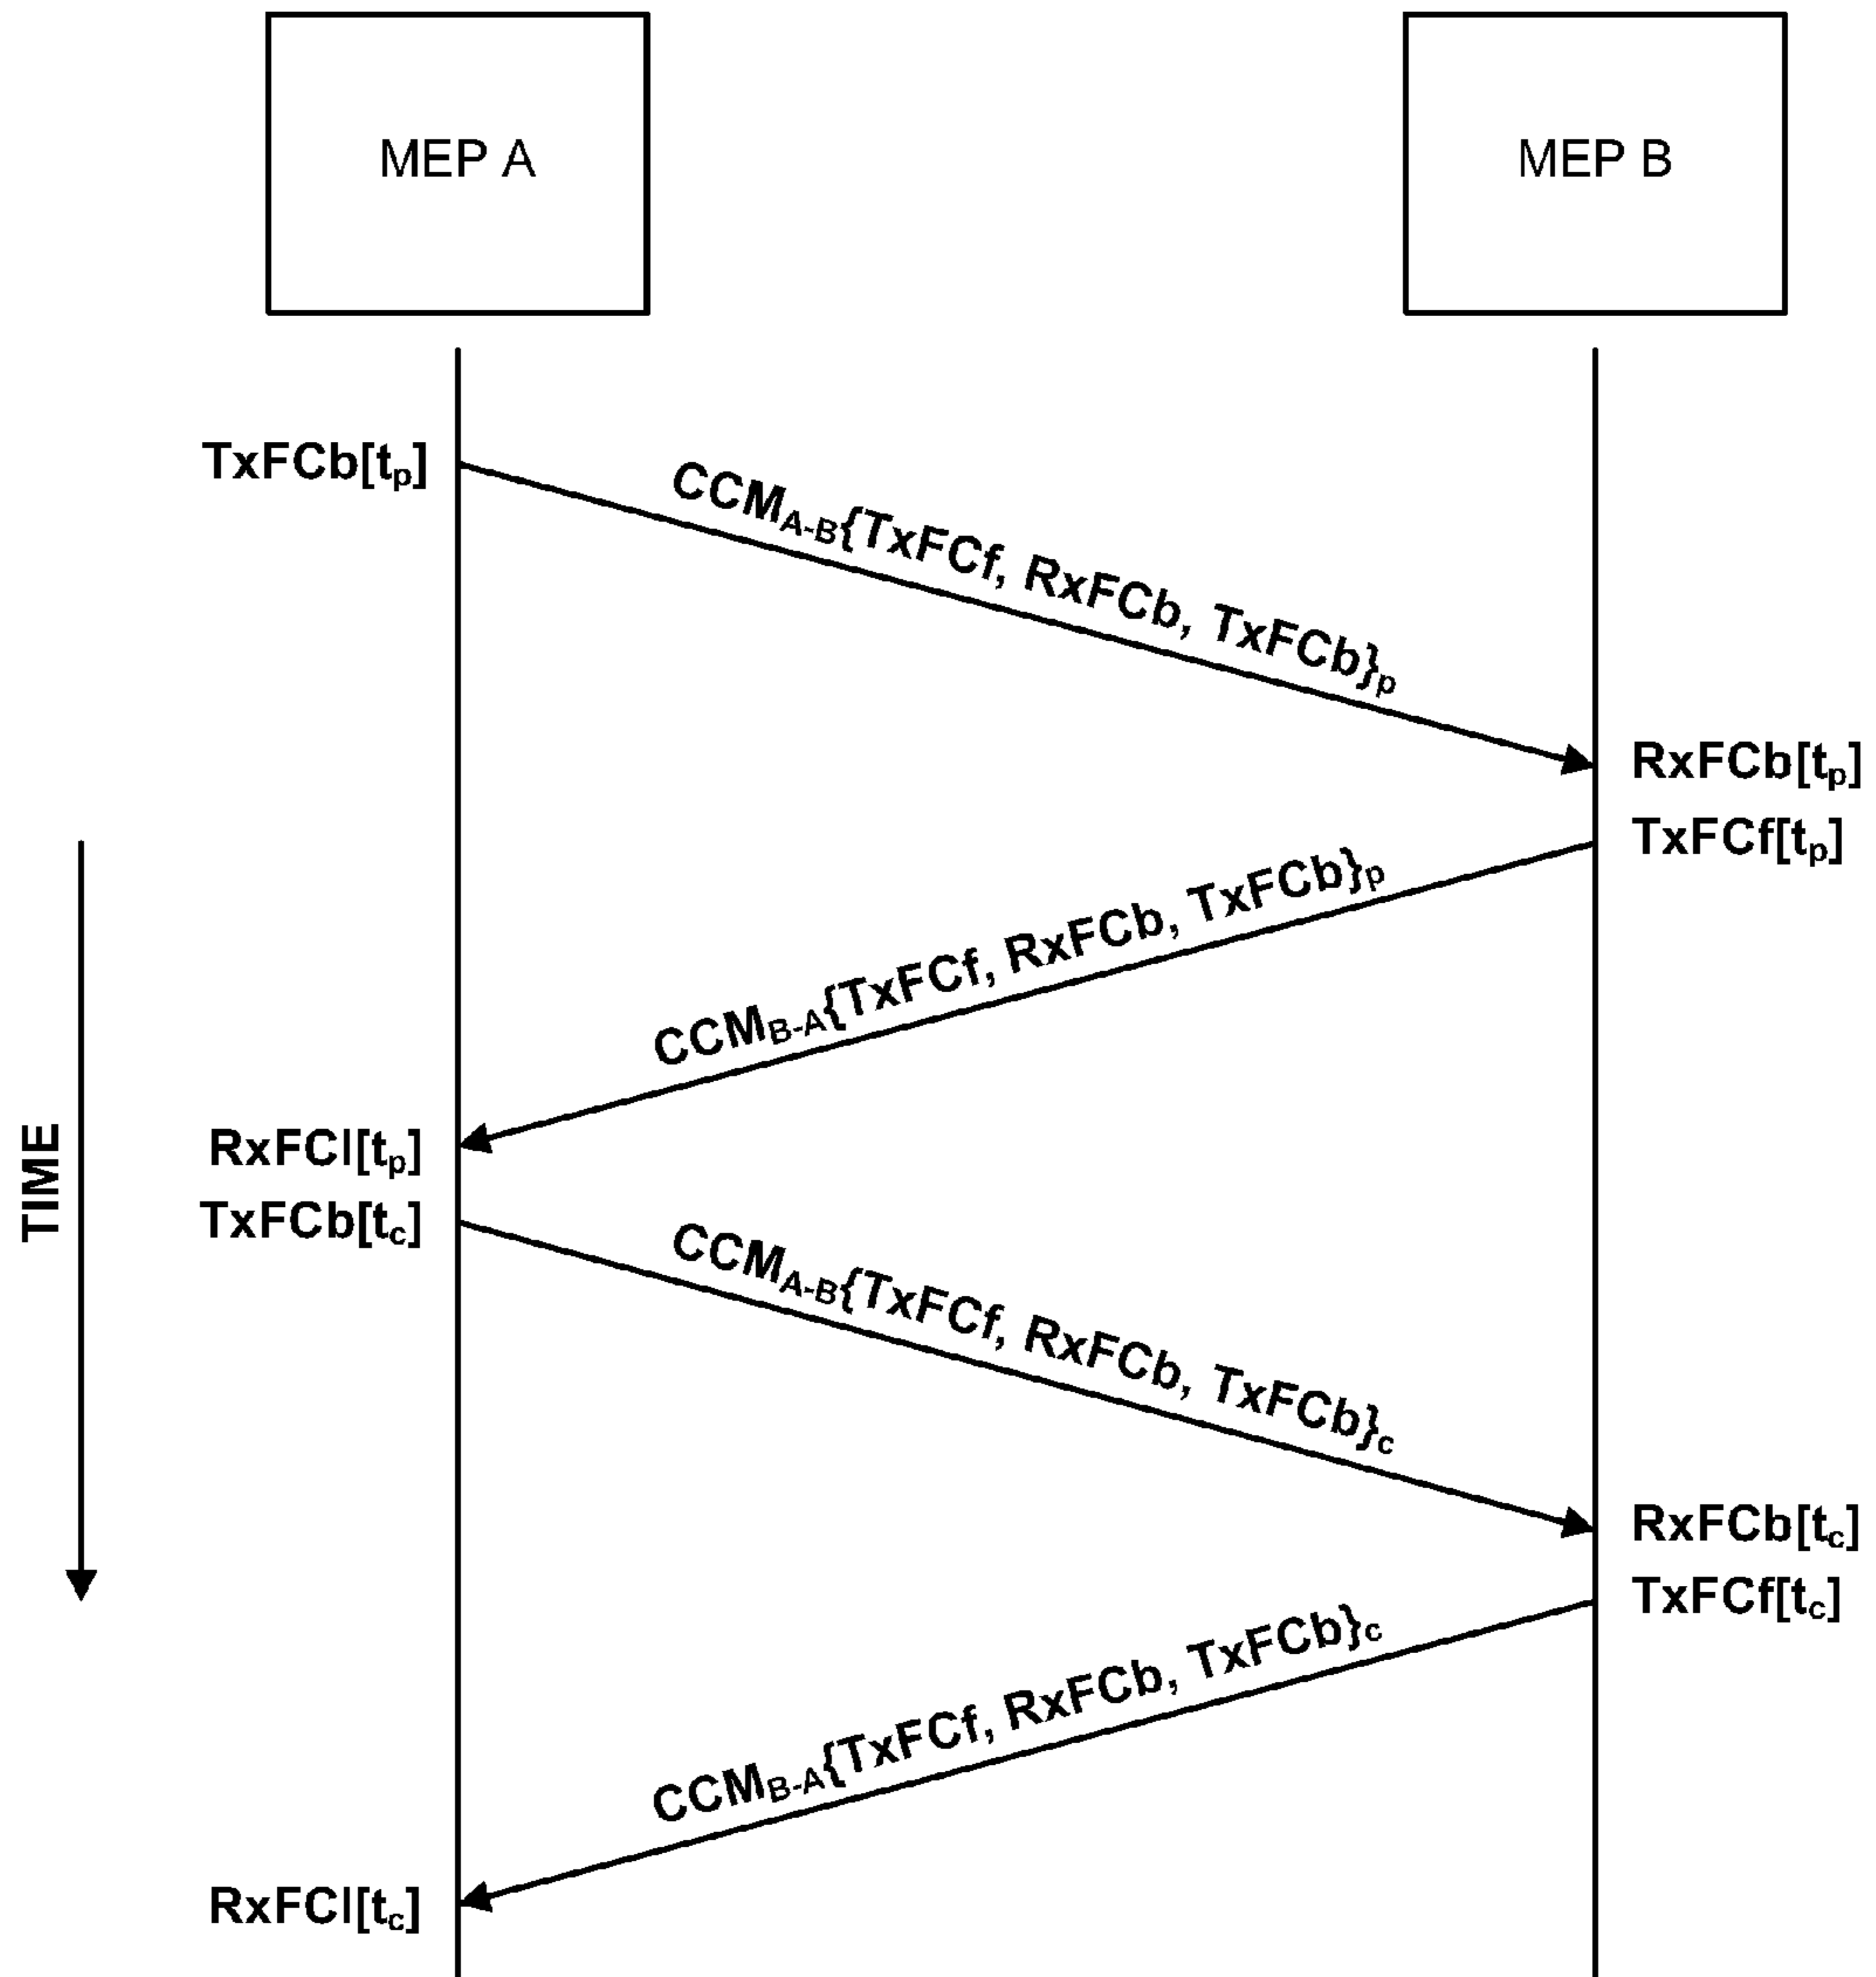 MEP A
MEP B
TxFCb[tp]
CCMA-B{TxFCf, RxFCb, TxFCb}p
RxFCb[tp]
TxFCf[tp]
CCMB-A{TxFCf, RxFCb, TxFCb}p
TIME
RxFCl[tp]
TxFCb[tc]
CCMA-B{TxFCf, RxFCb, TxFCb}c
RxFCb[tc]
TxFCf[tc]
CCMB-A{TxFCf, RxFCb, TxFCb}c
RxFCl[tc]